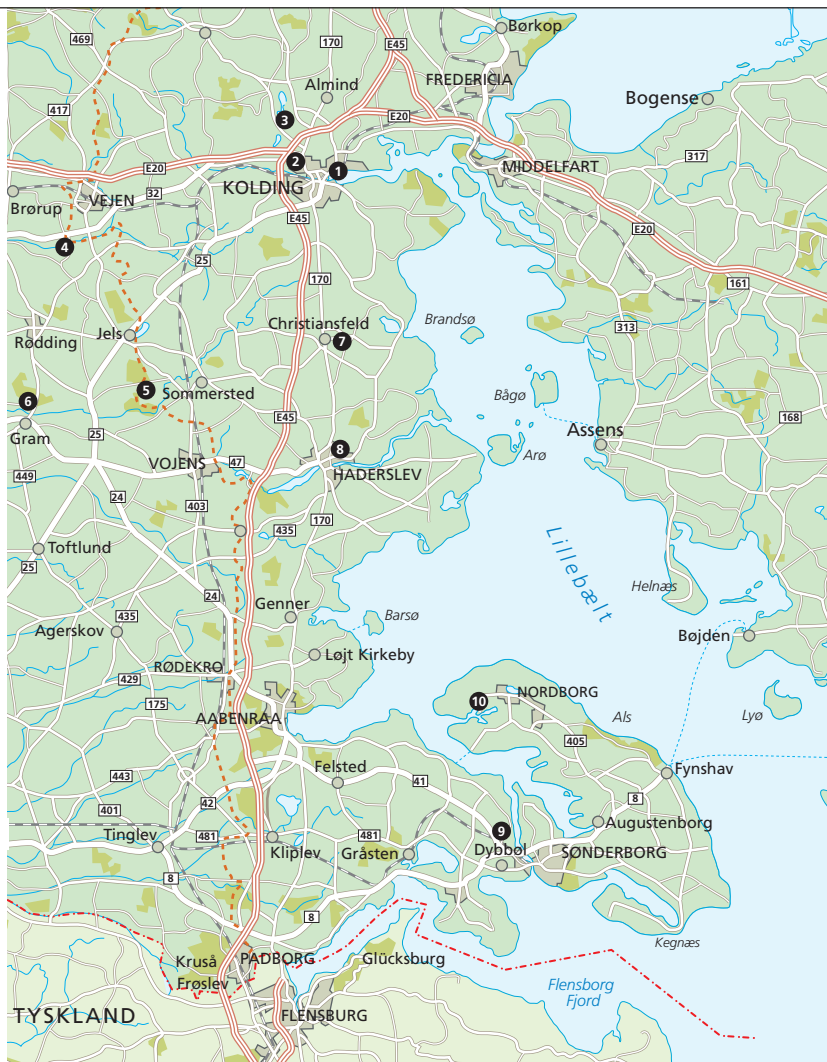 Børkop
469
170
E45
FREDERICIA
Almind
Bogense
417
3
E20
2
317
E20
KOLDING
1
MIDDELFART
Brørup
VEJEN
32
4
E45
E20
25
170
161
Brandsø
Christiansfeld
313
Rødding
Jels
7
5
Sommersted
Bågø
6
E45
168
Gram
25
8
Assens
Arø
VOJENS
47
HADERSLEV
449
24
403
170
435
Toftlund
Lillebælt
25
24
Helnæs
Genner
Barsø
435
Agerskov
Bøjden
Løjt Kirkeby
RØDEKRO
429
175
10
NORDBORG
AABENRAA
Als
Lyø
405
Fynshav
443
Felsted
41
8
401
42
Augustenborg
9
Tinglev
481
Kliplev
481
Gråsten
Dybbøl
SØNDERBORG
8
8
Kegnæs
Kruså
PADBORG
Glücksburg
Frøslev
Flensborg
Fjord
TYSKLAND
FLENSBURG